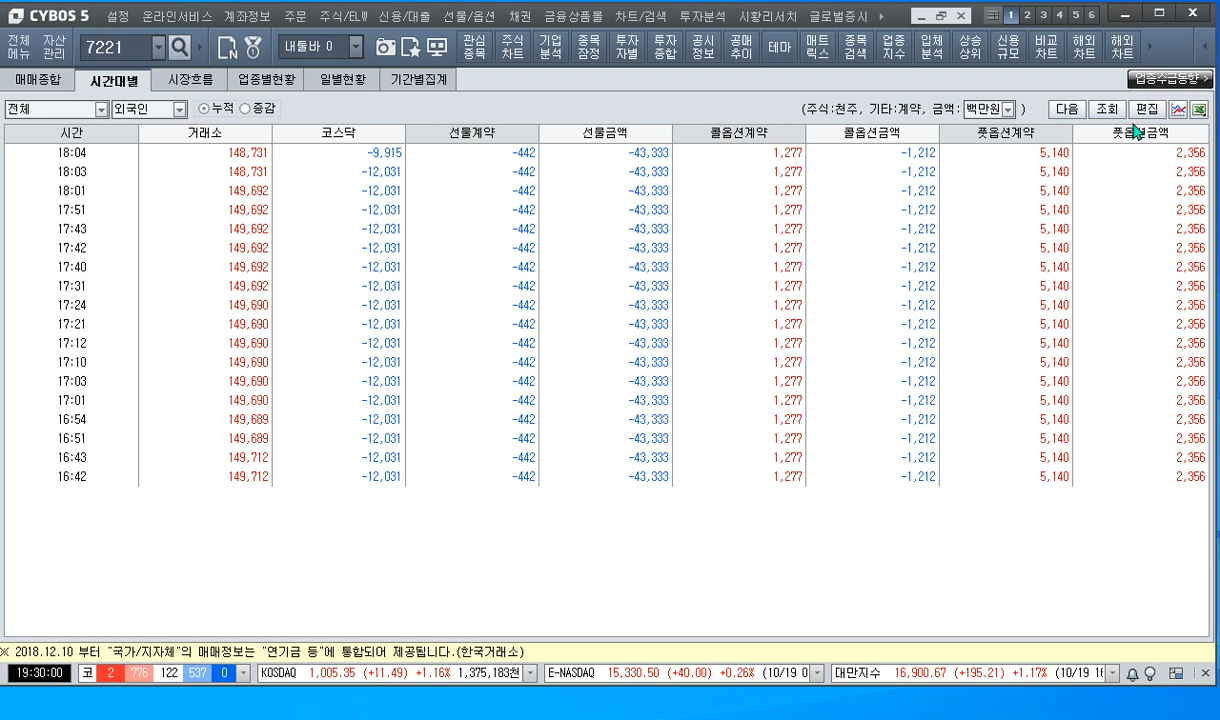 CYBOS 5 설정 온라인서비스 계좌정보 주문 주식/ELW 신용/대출 선물/옵션 채권 금융상품몰 차트/검색 투자분석 시황리서치 글로벌증시 1 2 3 4 5 6
전체메뉴 자산관리 7221 내툴바 0 관심종목 주식차트 기업분석 종목잠정 투자자별 투자종합 공시정보 공매추이 테마 매트릭스 종목검색 업종지수 입체분석 상승상위 신용규모 비교차트 해외차트 해외차트
매매종합 시간대별 시장흐름 업종별현황 일별현황 기간별집계 업종수급동향 >
전체 외국인 누적 증감 (주식:현주, 기타:계약, 금액: 백만원 ) 다음 조회 편집
시간 거래소 코스닥 선물계약 선물금액 콜옵션계약 콜옵션금액 풋옵션계약 풋옵션금액
18:04 148,731 -9,915 -442 -43,333 1,277 -1,212 5,140 2,356
18:03 148,731 -12,031 -442 -43,333 1,277 -1,212 5,140 2,356
18:01 149,692 -12,031 -442 -43,333 1,277 -1,212 5,140 2,356
17:51 149,692 -12,031 -442 -43,333 1,277 -1,212 5,140 2,356
17:43 149,692 -12,031 -442 -43,333 1,277 -1,212 5,140 2,356
17:42 149,692 -12,031 -442 -43,333 1,277 -1,212 5,140 2,356
17:40 149,692 -12,031 -442 -43,333 1,277 -1,212 5,140 2,356
17:31 149,692 -12,031 -442 -43,333 1,277 -1,212 5,140 2,356
17:24 149,690 -12,031 -442 -43,333 1,277 -1,212 5,140 2,356
17:21 149,690 -12,031 -442 -43,333 1,277 -1,212 5,140 2,356
17:12 149,690 -12,031 -442 -43,333 1,277 -1,212 5,140 2,356
17:10 149,690 -12,031 -442 -43,333 1,277 -1,212 5,140 2,356
17:03 149,690 -12,031 -442 -43,333 1,277 -1,212 5,140 2,356
17:01 149,690 -12,031 -442 -43,333 1,277 -1,212 5,140 2,356
16:54 149,689 -12,031 -442 -43,333 1,277 -1,212 5,140 2,356
16:51 149,689 -12,031 -442 -43,333 1,277 -1,212 5,140 2,356
16:43 149,712 -12,031 -442 -43,333 1,277 -1,212 5,140 2,356
16:42 149,712 -12,031 -442 -43,333 1,277 -1,212 5,140 2,356
※ 2018.12.10 부터 "국가/지자체"의 매매정보는 "연기금 등"에 통합되어 제공됩니다.(한국거래소)
19:30:00 코 2 776 122 537 0 KOSDAQ 1,005.35 (+11.49) +1.16% 1,375,183천 E-NASDAQ 15,330.50 (+40.00) +0.26% (10/19 0 대만지수 16,900.67 (+195.21) +1.17% (10/19 16